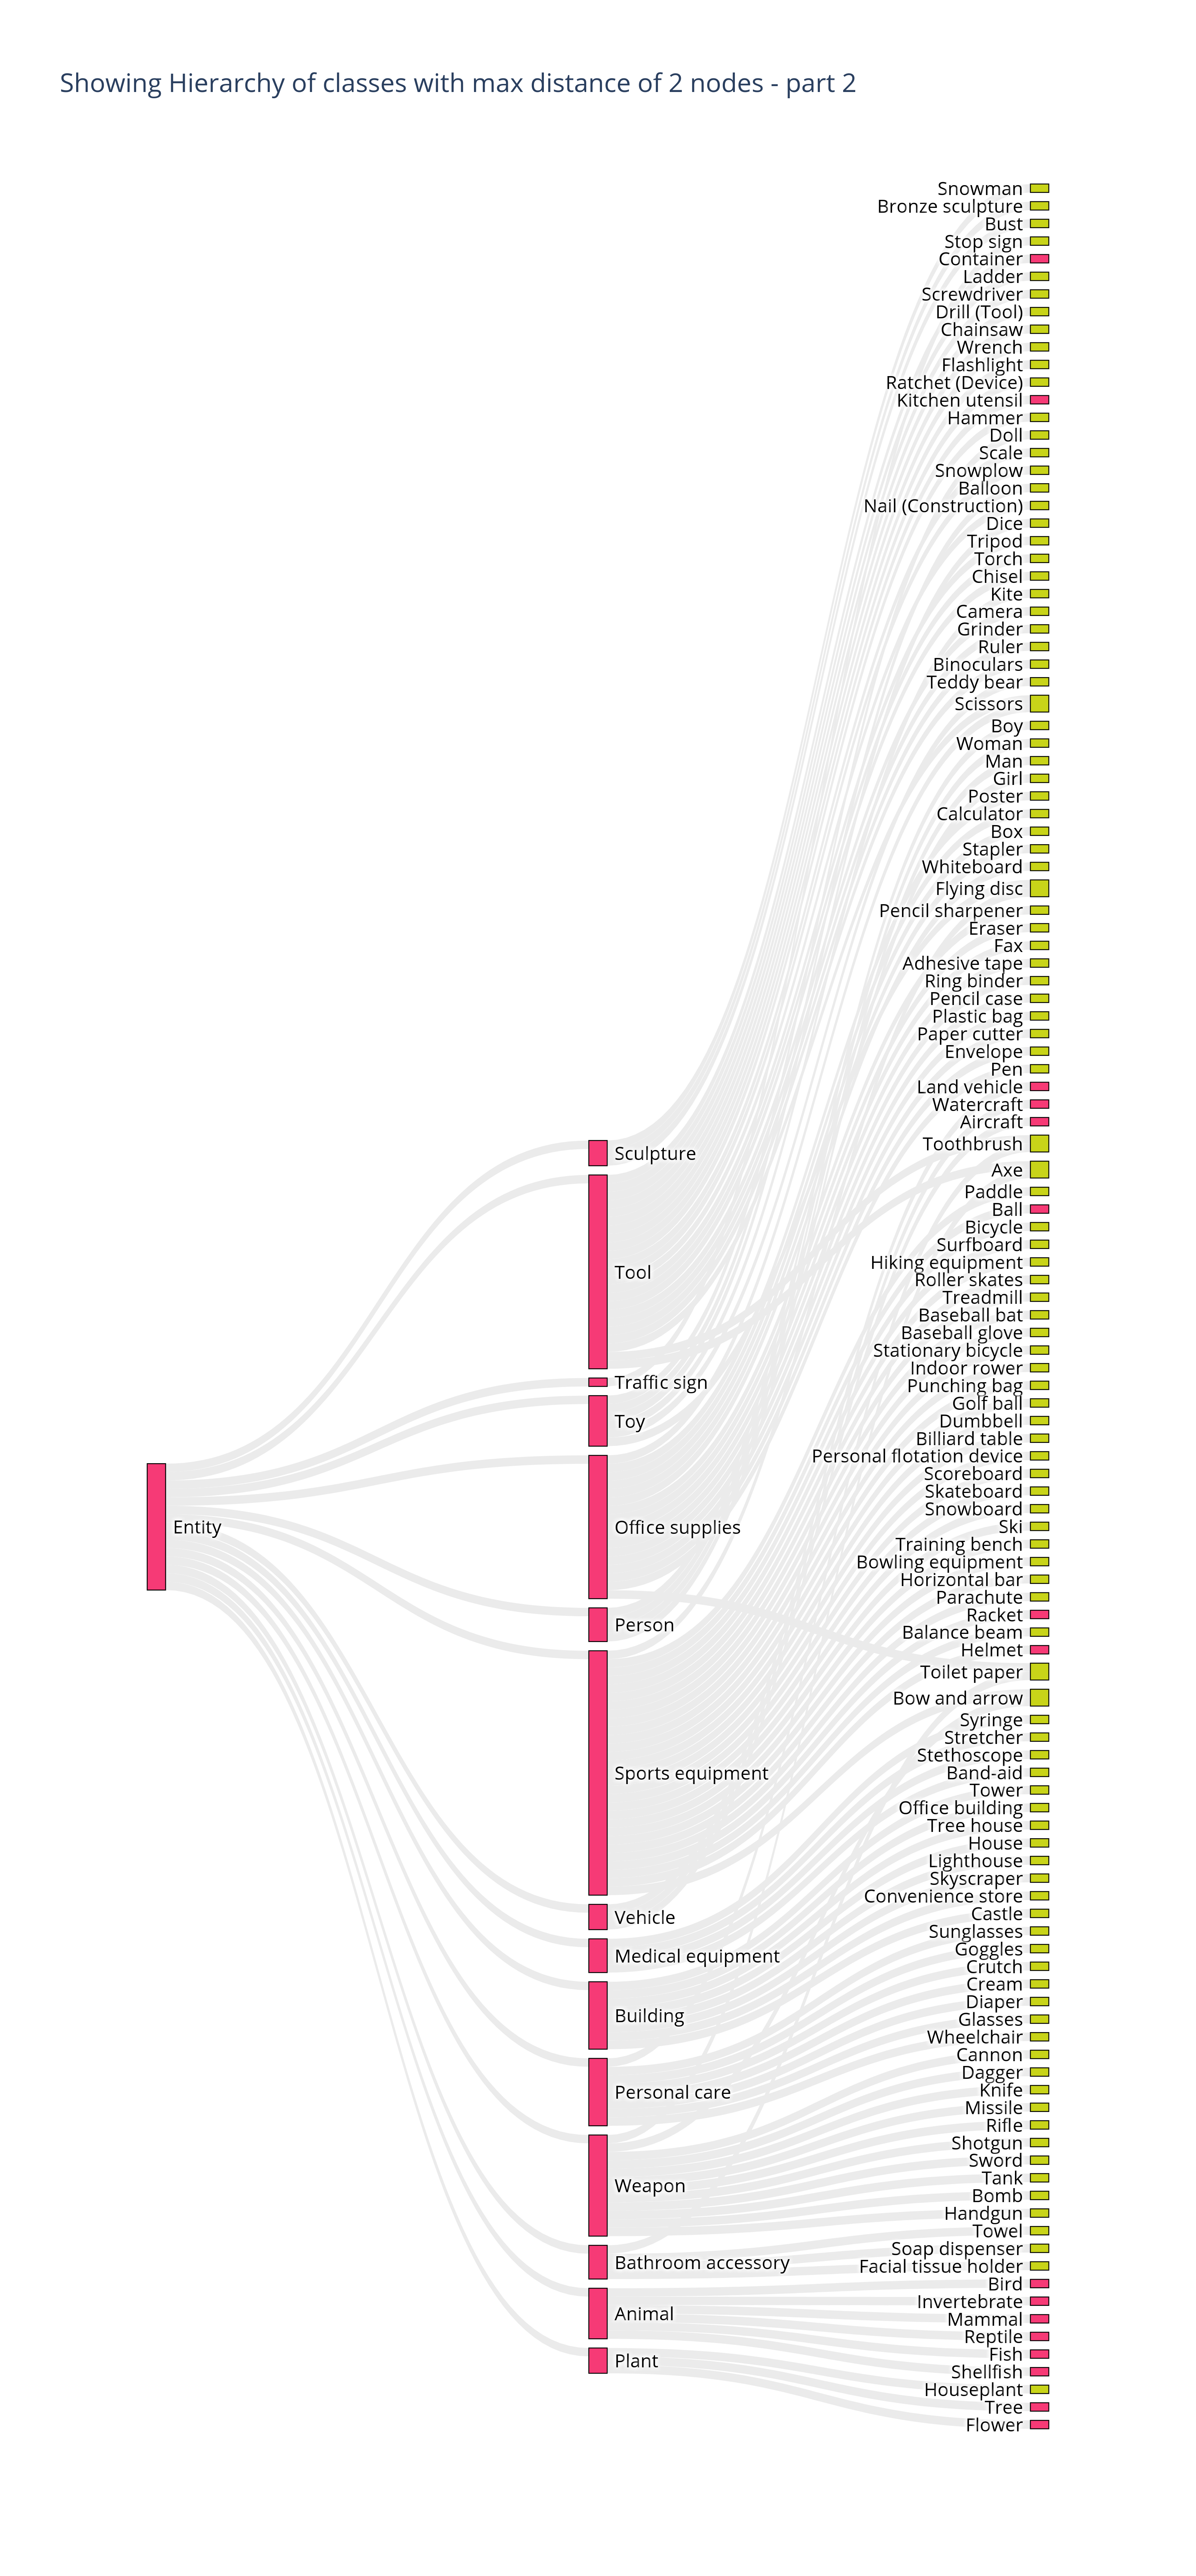 Showing Hierarchy of classes with max distance of 2 nodes - part 2
Snowman
Bronze sculpture
Bust
Stop sign
Container
Ladder
Screwdriver
Drill (Tool)
Chainsaw
Wrench
Flashlight
Ratchet (Device)
Kitchen utensil
Hammer
Doll
Scale
Snowplow
Balloon
Nail (Construction)
Dice
Tripod
Torch
Chisel
Kite
Camera
Grinder
Ruler
Binoculars
Teddy bear
Scissors
Boy
Woman
Man
Girl
Poster
Calculator
Box
Stapler
Whiteboard
Flying disc
Pencil sharpener
Eraser
Fax
Adhesive tape
Ring binder
Pencil case
Plastic bag
Paper cutter
Envelope
Pen
Land vehicle
Watercraft
Aircraft
Toothbrush
Axe
Paddle
Ball
Bicycle
Surfboard
Hiking equipment
Roller skates
Treadmill
Baseball bat
Baseball glove
Stationary bicycle
Indoor rower
Punching bag
Golf ball
Dumbbell
Billiard table
Personal flotation device
Scoreboard
Skateboard
Snowboard
Ski
Training bench
Bowling equipment
Horizontal bar
Parachute
Racket
Balance beam
Helmet
Toilet paper
Bow and arrow
Syringe
Stretcher
Stethoscope
Band-aid
Tower
Office building
Tree house
House
Lighthouse
Skyscraper
Convenience store
Castle
Sunglasses
Goggles
Crutch
Cream
Diaper
Glasses
Wheelchair
Cannon
Dagger
Knife
Missile
Rifle
Shotgun
Sword
Tank
Bomb
Handgun
Towel
Soap dispenser
Facial tissue holder
Bird
Invertebrate
Mammal
Reptile
Fish
Shellfish
Houseplant
Tree
Flower
Sculpture
Tool
Traffic sign
Toy
Office supplies
Person
Sports equipment
Vehicle
Medical equipment
Building
Personal care
Weapon
Bathroom accessory
Animal
Plant
Entity